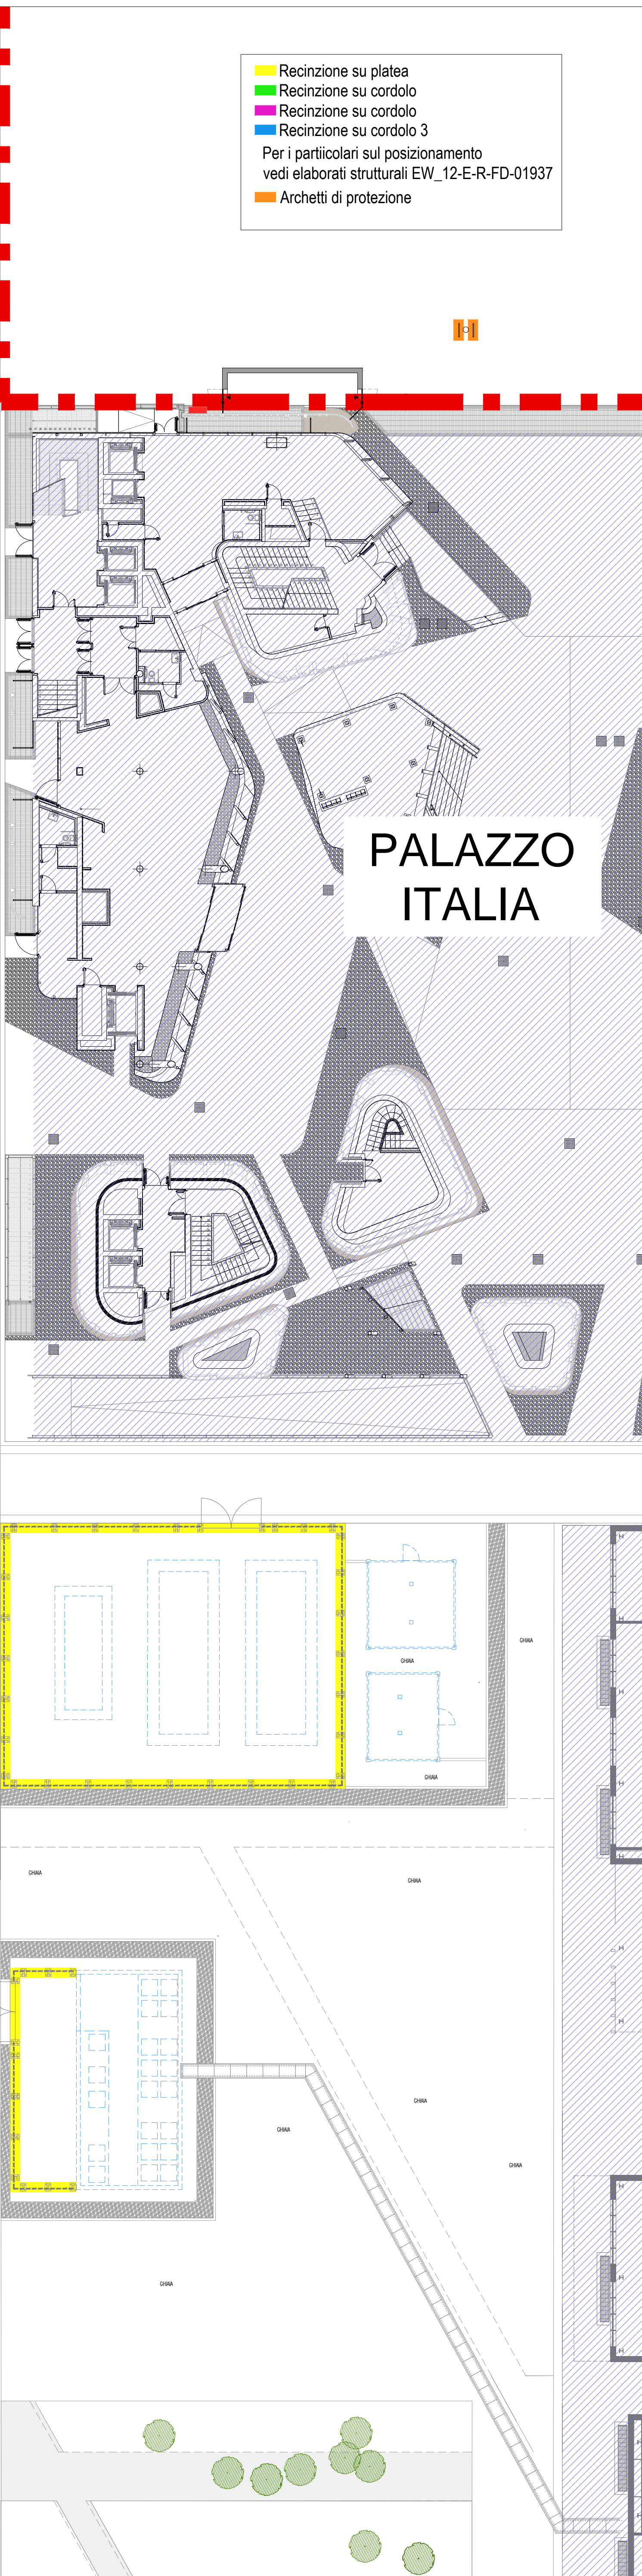 Recinzione su platea
Recinzione su cordolo
Recinzione su cordolo
Recinzione su cordolo 3
Per i partiicolari sul posizionamento
vedi elaborati strutturali EW_12-E-R-FD-01937
Archetti di protezione
PALAZZO
ITALIA
GHIAIA
GHIAIA
GHIAIA
GHIAIA
GHIAIA
GHIAIA
GHIAIA
GHIAIA
GHIAIA